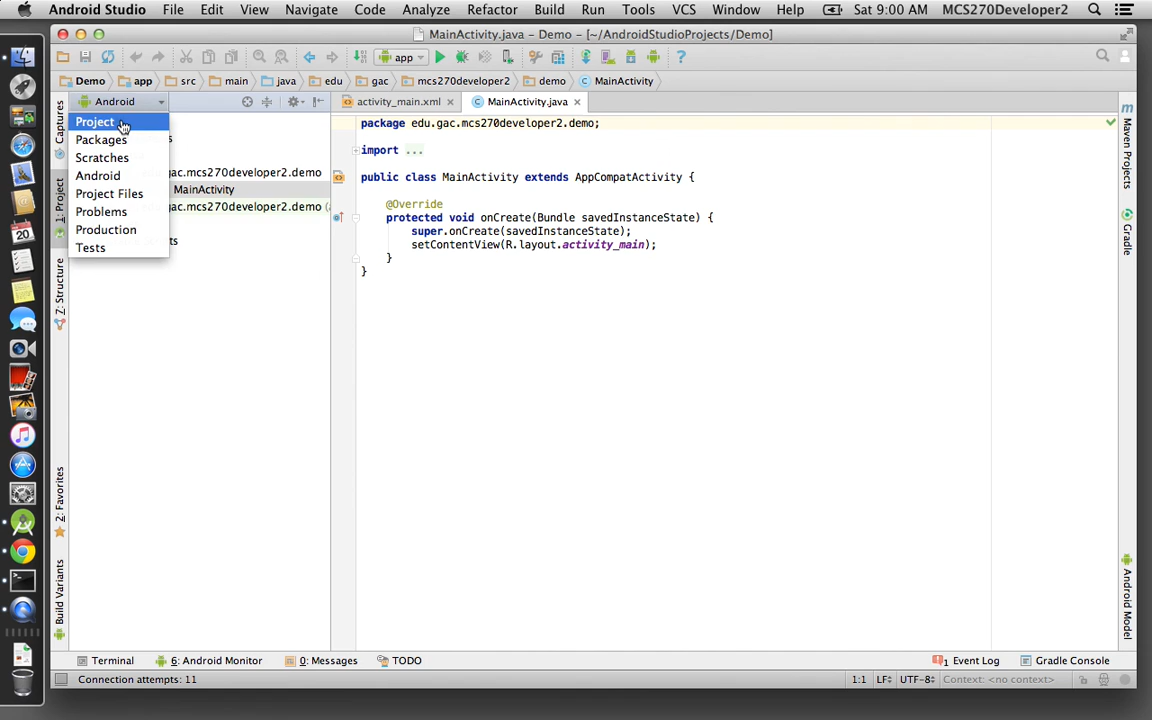 Android Studio File Edit View Navigate Code Analyze Refactor Build Run Tools VCS Window Help Sat 9:00 AM MCS270Developer2
MainActivity.java – Demo – [~/AndroidStudioProjects/Demo]
app
Demo app src main java edu gac mcs270developer2 demo MainActivity
Captures
1: Project
7: Structure
2: Favorites
Build Variants
Android
Project
Packages
Scratches
Android
Project Files
Problems
Production
Tests
s
.gac.mcs270developer2.demo
MainActivity
.gac.mcs270developer2.demo (
ts
activity_main.xml MainActivity.java
package edu.gac.mcs270developer2.demo;
import ...
public class MainActivity extends AppCompatActivity {
@Override
protected void onCreate(Bundle savedInstanceState) {
super.onCreate(savedInstanceState);
setContentView(R.layout.activity_main);
}
}
m Maven Projects
Gradle
Android Model
20
Terminal 6: Android Monitor 0: Messages TODO 1 Event Log Gradle Console
Connection attempts: 11 1:1 LF UTF-8 Context: <no context>